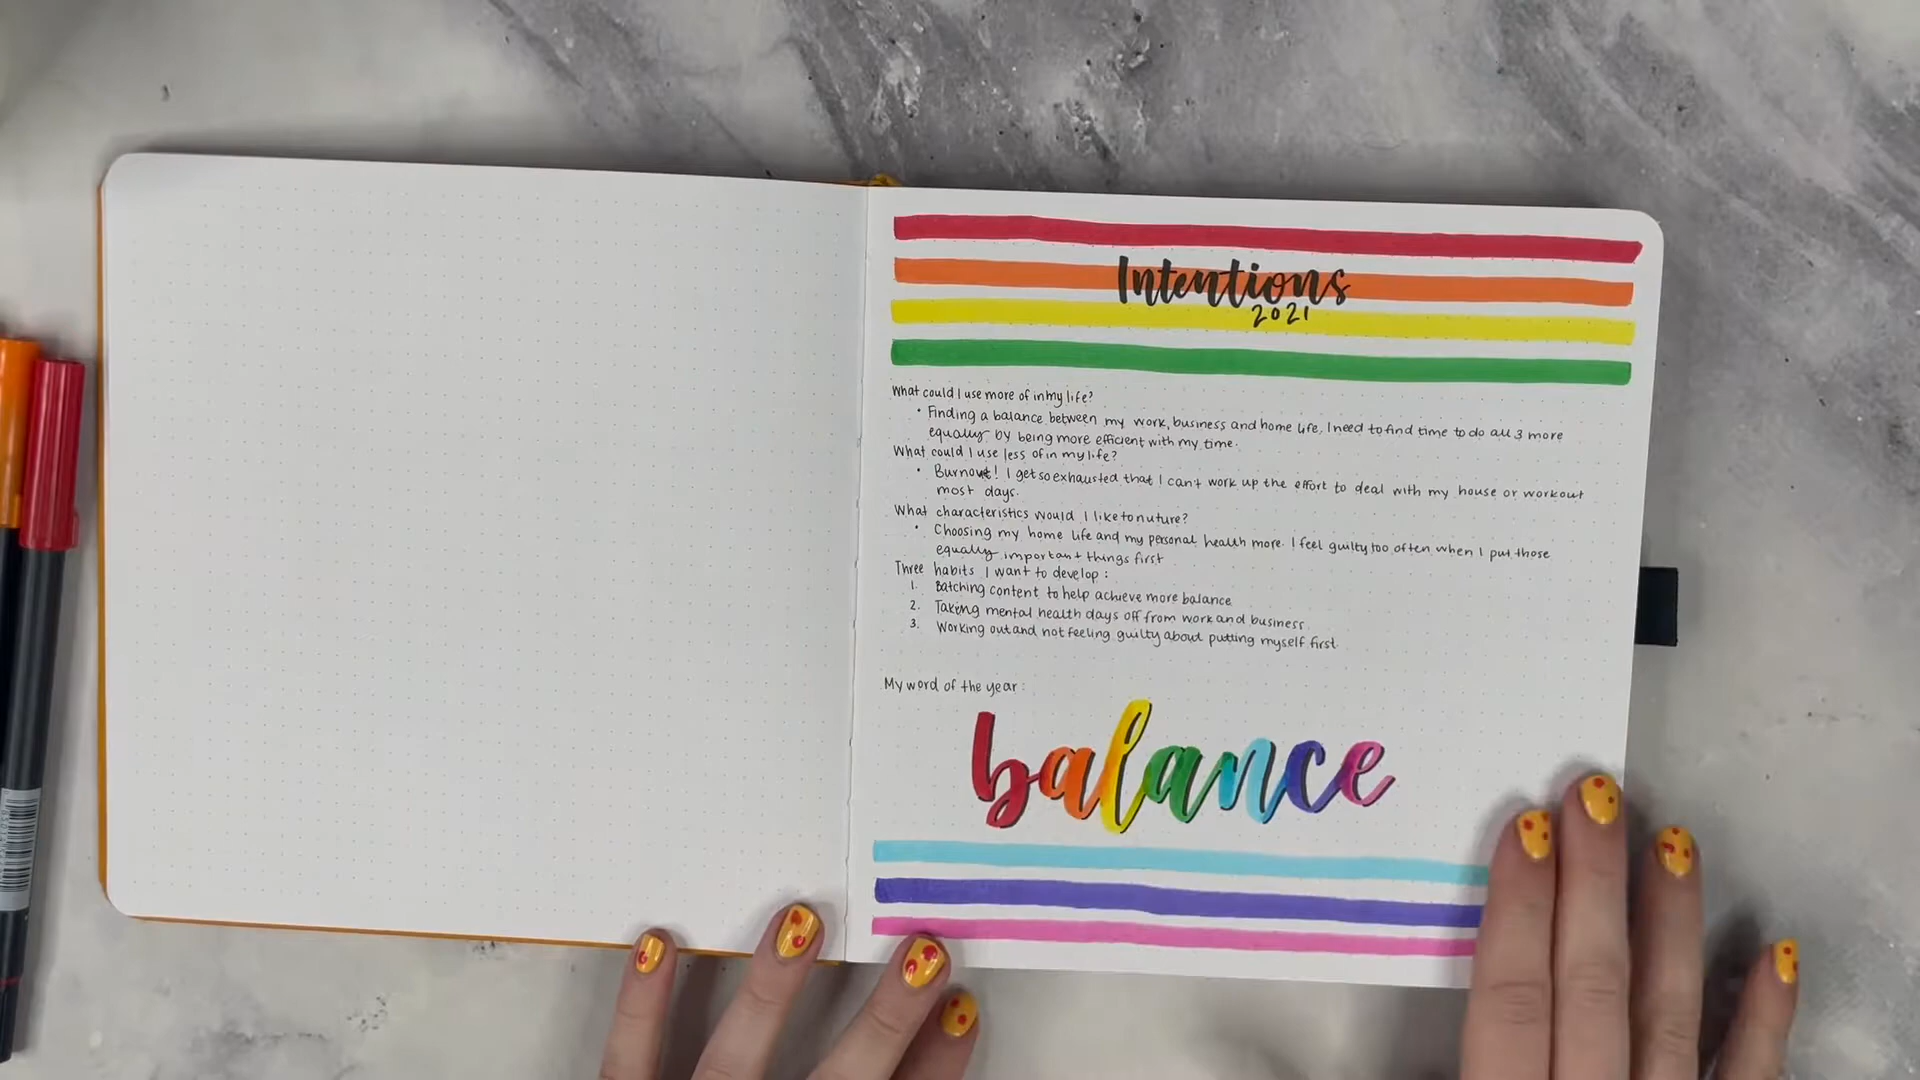 Intentions
2021
What could I use more of in my life?
• Finding a balance between my work, business and home life. I need to find time to do all 3 more
equally by being more efficient with my time.
What could I use less of in my life?
• Burnout! I get so exhausted that I can't work up the effort to deal with my house or workout
most days.
What characteristics would I like to nuture?
• Choosing my home life and my personal health more. I feel guilty too often when I put those
equally important things first
Three habits I want to develop:
1. Batching content to help achieve more balance
2. Taking mental health days off from work and business.
3. Working out and not feeling guilty about putting myself first.
My word of the year:
balance